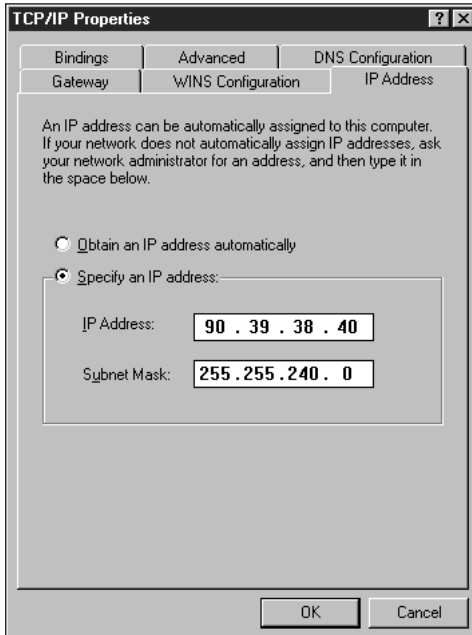 TCP/IP Properties
? X
Bindings Advanced DNS Configuration
Gateway WINS Configuration IP Address
An IP address can be automatically assigned to this computer.
If your network does not automatically assign IP addresses, ask
your network administrator for an address, and then type it in
the space below.
Obtain an IP address automatically
Specify an IP address:
IP Address: 90 . 39 . 38 . 40
Subnet Mask: 255.255.240. 0
OK Cancel